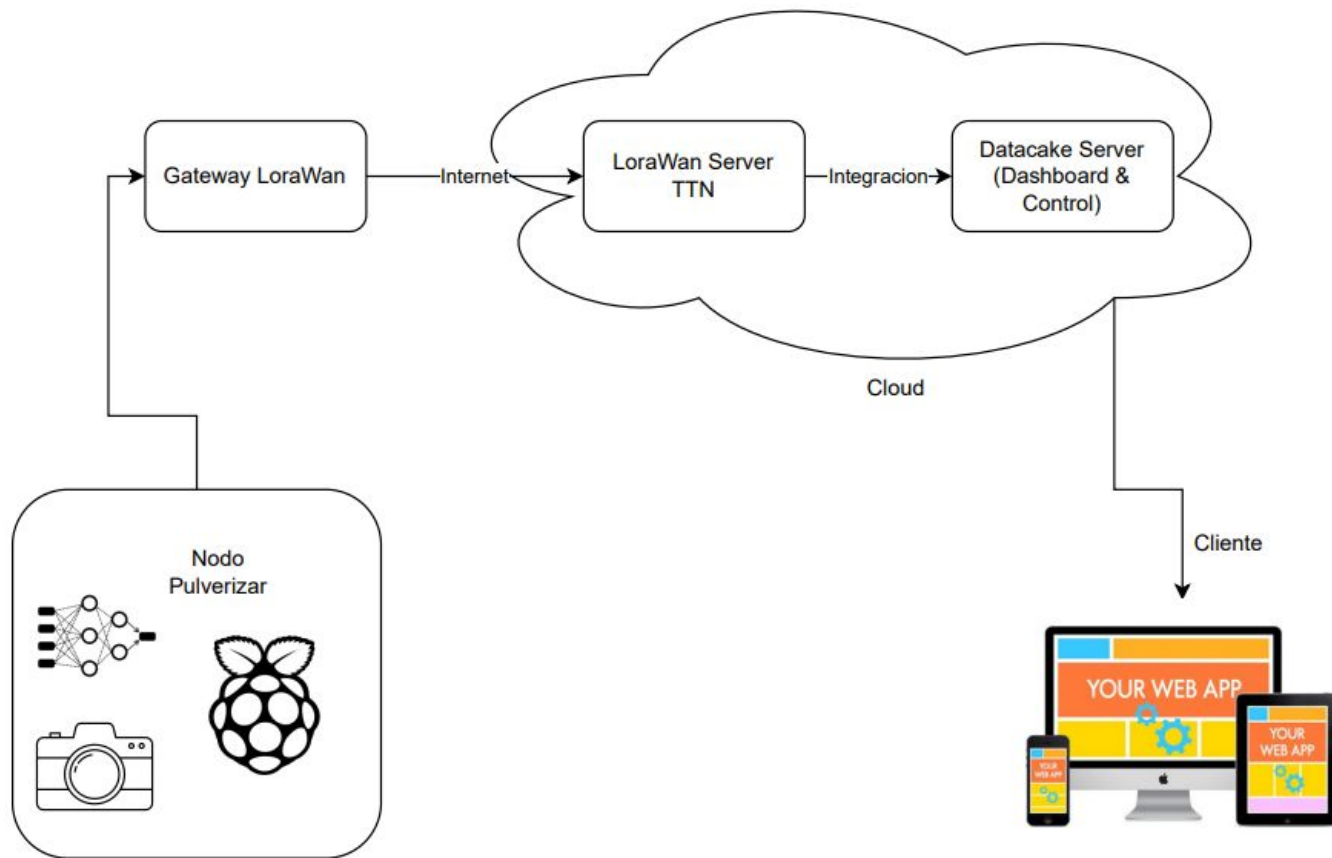 Gateway LoraWan
Internet
LoraWan Server
TTN
Integracion
Datacake Server
(Dashboard &
Control)
Cloud
Nodo
Pulverizar
Cliente
YOUR WEB APP
YOUR
WEB APP
YOUR
WEB APP